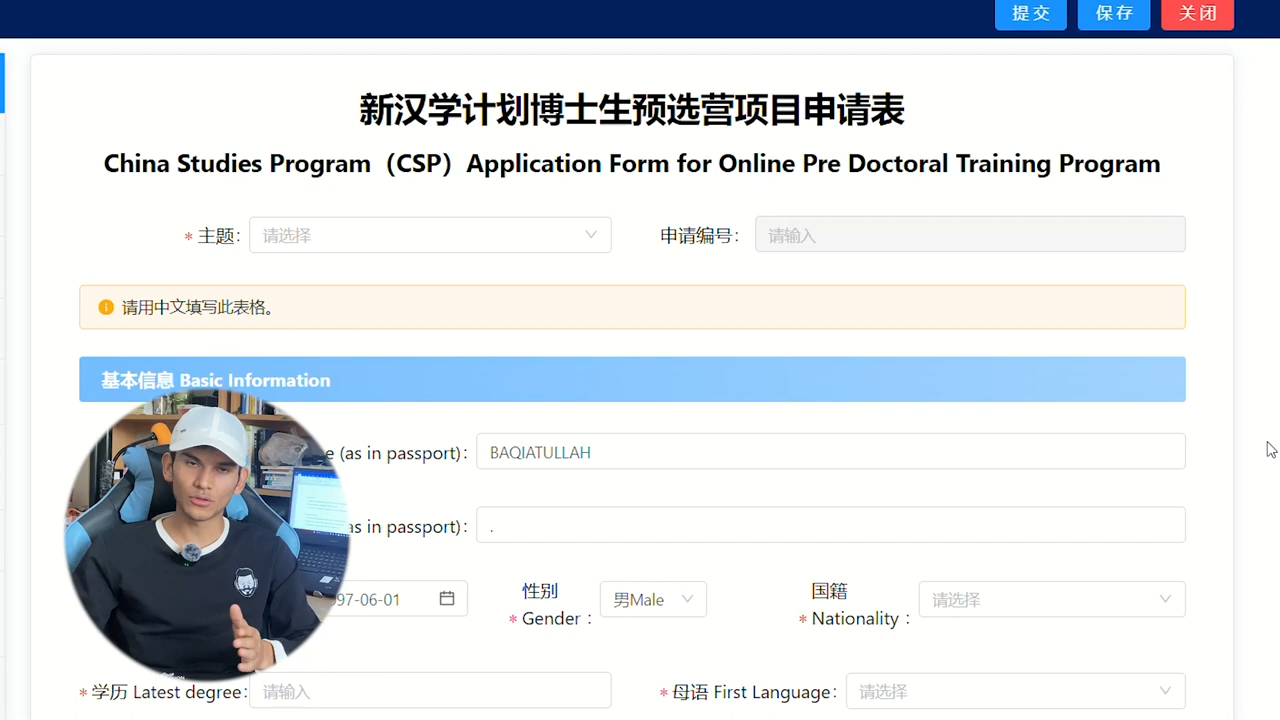 提交 保存 关闭
新汉学计划博士生预选营项目申请表
China Studies Program（CSP）Application Form for Online Pre Doctoral Training Program
* 主题: 请选择 申请编号: 请输入
请用中文填写此表格。
基本信息 Basic Information
e (as in passport): BAQIATULLAH
as in passport): .
97-06-01 性别 * Gender : 男Male 国籍 * Nationality : 请选择
* 学历 Latest degree: 请输入 * 母语 First Language: 请选择